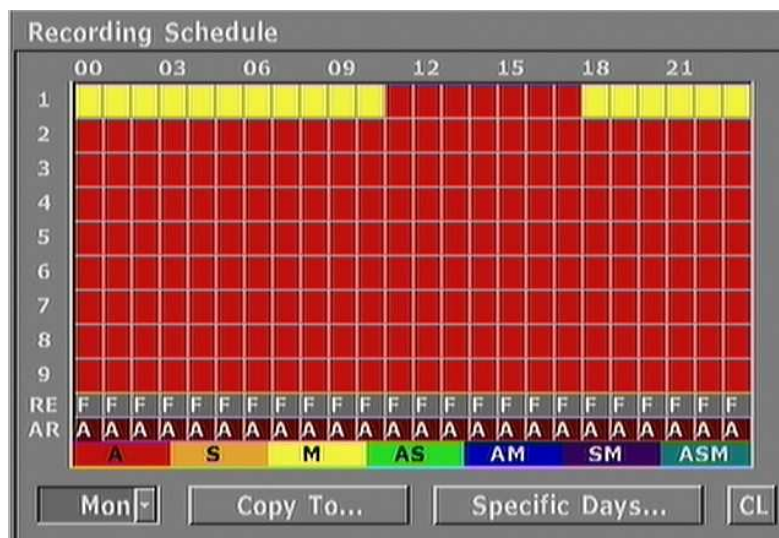 Recording Schedule
00 03 06 09 12 15 18 21
1
2
3
4
5
6
7
8
9
RE F F F F F F F F F F F F F F F F F F F F F F F F
AR A A A A A A A A A A A A A A A A A A A A A A A A
A S M AS AM SM ASM
Mon Copy To... Specific Days... CL